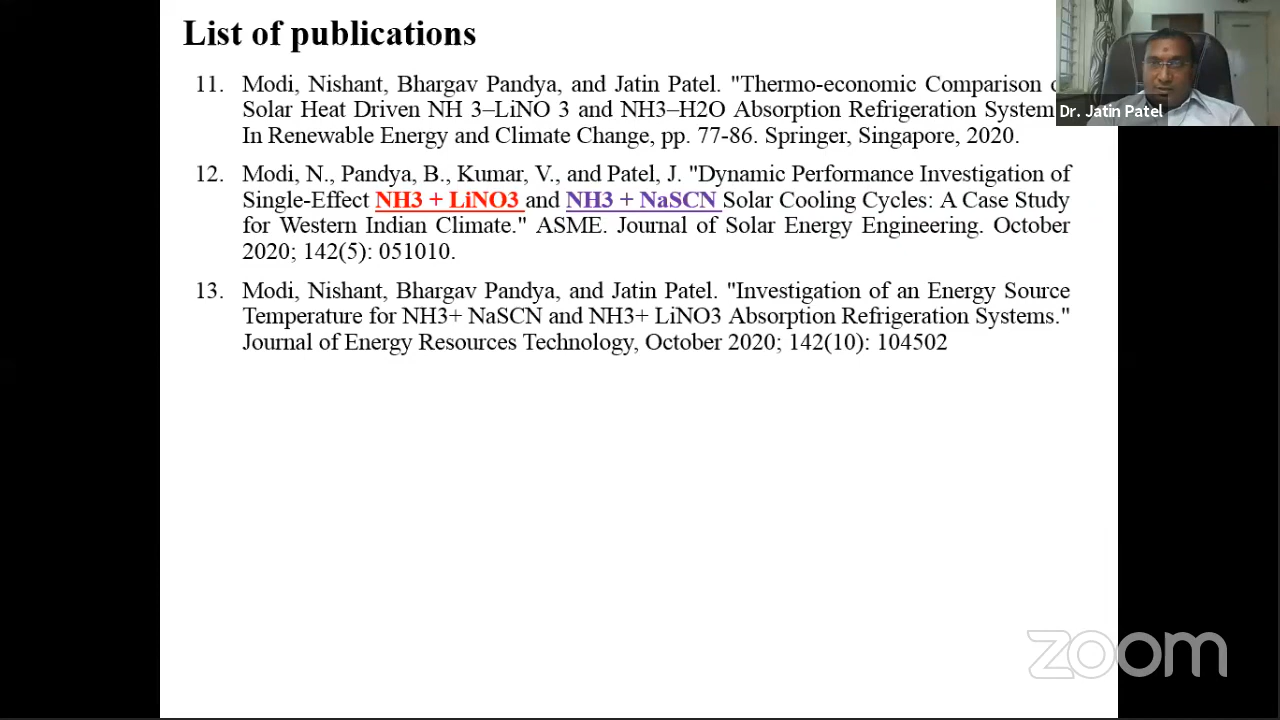 List of publications
11. Modi, Nishant, Bhargav Pandya, and Jatin Patel. "Thermo-economic Comparison
Solar Heat Driven NH 3–LiNO 3 and NH3–H2O Absorption Refrigeration System
In Renewable Energy and Climate Change, pp. 77-86. Springer, Singapore, 2020.
12. Modi, N., Pandya, B., Kumar, V., and Patel, J. "Dynamic Performance Investigation of
Single-Effect NH3 + LiNO3 and NH3 + NaSCN Solar Cooling Cycles: A Case Study
for Western Indian Climate." ASME. Journal of Solar Energy Engineering. October
2020; 142(5): 051010.
13. Modi, Nishant, Bhargav Pandya, and Jatin Patel. "Investigation of an Energy Source
Temperature for NH3+ NaSCN and NH3+ LiNO3 Absorption Refrigeration Systems."
Journal of Energy Resources Technology, October 2020; 142(10): 104502
Dr. Jatin Patel
zoom